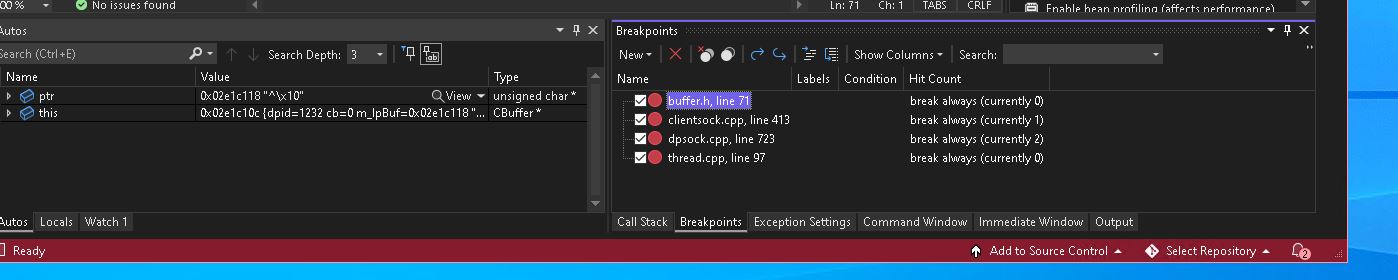 00 % No issues found Ln: 71 Ch: 1 TABS CRLF Enable heap profiling (affects performance)
Autos
Search (Ctrl+E) Search Depth: 3
Name Value Type
ptr 0x02e1c118 "^\x10" View unsigned char *
this 0x02e1c10c {dpid=1232 cb=0 m_lpBuf=0x02e1c118 "... CBuffer *
Autos Locals Watch 1
Breakpoints
New Show Columns Search:
Name Labels Condition Hit Count
buffer.h, line 71 break always (currently 0)
clientsock.cpp, line 413 break always (currently 1)
dpsock.cpp, line 723 break always (currently 2)
thread.cpp, line 97 break always (currently 0)
Call Stack Breakpoints Exception Settings Command Window Immediate Window Output
Ready Add to Source Control Select Repository 2